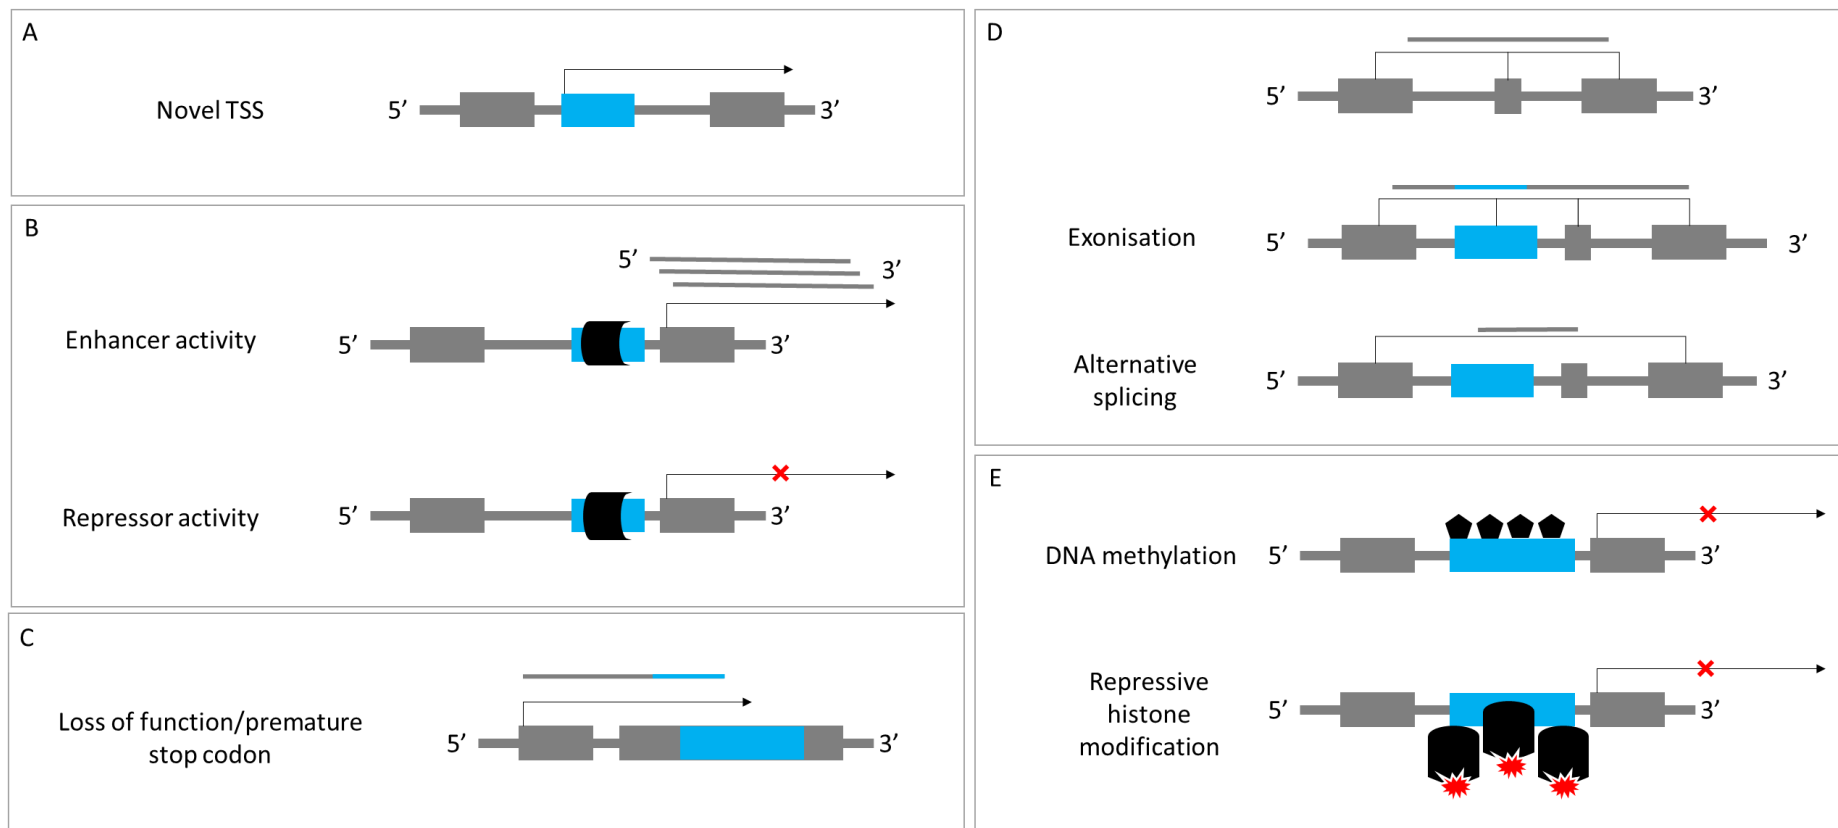 A
Novel TSS
5’
3’
B
5’
3’
Enhancer activity
5’
3’
Repressor activity
5’
3’
C
Loss of function/premature
stop codon
5’
3’
D
5’
3’
Exonisation
5’
3’
Alternative
splicing
5’
3’
E
DNA methylation
5’
3’
Repressive
histone
modification
5’
3’